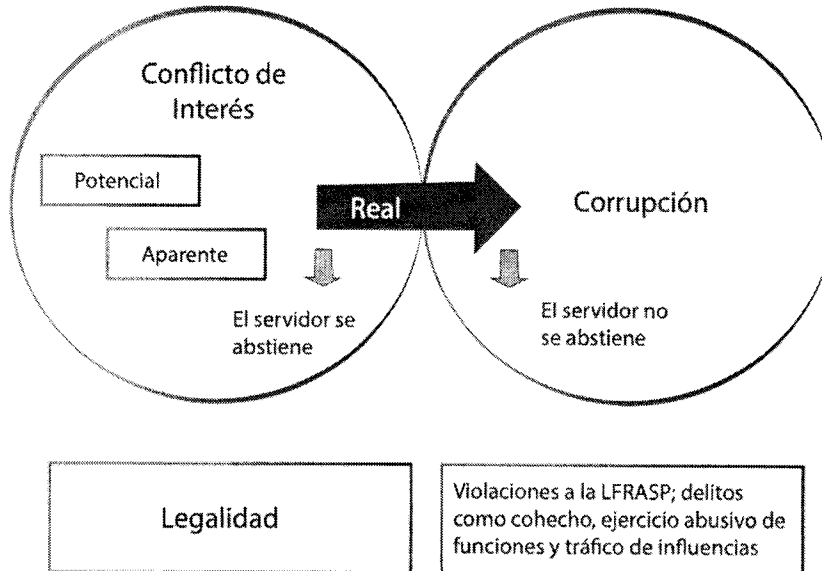 Conflicto de
Interés
Potencial
Aparente
Real
El servidor se
abstiene
Corrupción
El servidor no
se abstiene
Legalidad
Violaciones a la LFRASP; delitos
como cohecho, ejercicio abusivo de
funciones y tráfico de influencias